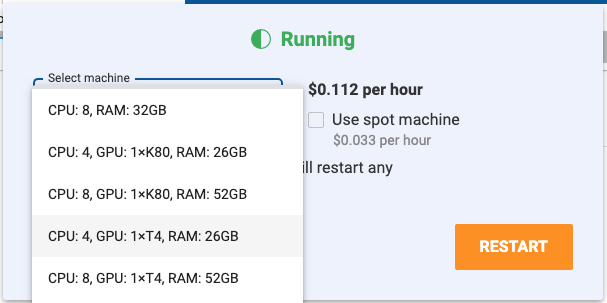 Running
Select machine
$0.112 per hour
CPU: 8, RAM: 32GB
Use spot machine
$0.033 per hour
CPU: 4, GPU: 1×K80, RAM: 26GB
ill restart any
CPU: 8, GPU: 1×K80, RAM: 52GB
CPU: 4, GPU: 1×T4, RAM: 26GB
RESTART
CPU: 8, GPU: 1×T4, RAM: 52GB